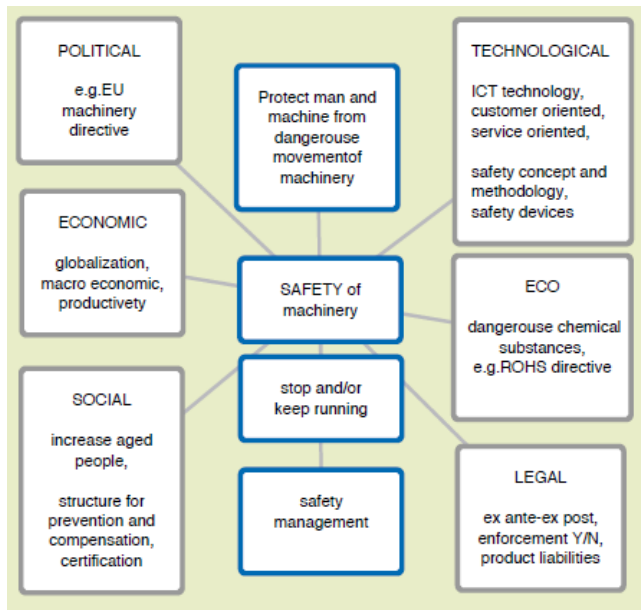 POLITICAL
e.g.EU
machinery
directive
Protect man and
machine from
dangerouse
movementof
machinery
TECHNOLOGICAL
ICT technology,
customer oriented,
service oriented,
safety concept and
methodology,
safety devices
ECONOMIC
globalization,
macro economic,
productivety
SAFETY of
machinery
ECO
dangerouse chemical
substances,
e.g.ROHS directive
stop and/or
keep running
SOCIAL
increase aged
people,
structure for
prevention and
compensation,
certification
safety
management
LEGAL
ex ante-ex post,
enforcement Y/N,
product liabilities